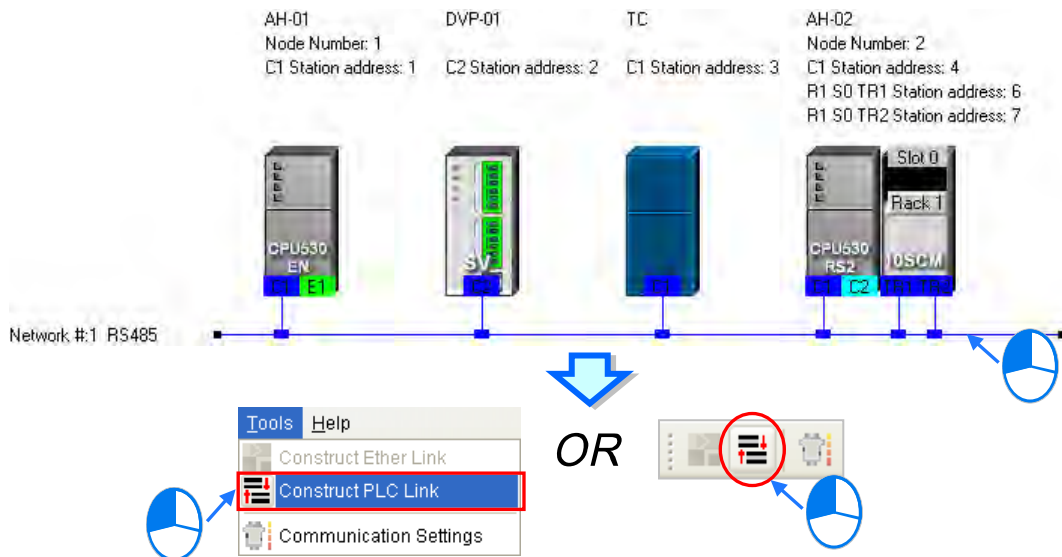 AH-01 DVP-01 TC AH-02
Node Number: 1 Node Number: 2
C1 Station address: 1 C2 Station address: 2 C1 Station address: 3 C1 Station address: 4
R1 S0 TR1 Station address: 6
R1 S0 TR2 Station address: 7
Slot 0
Rack 1
CPU530 CPU530 10SCM
EN SV RS2
C1 E1 C2 C1 C1 C2 TR1 TR2
Network #:1 RS485
Tools Help
Construct Ether Link
Construct PLC Link
Communication Settings
OR